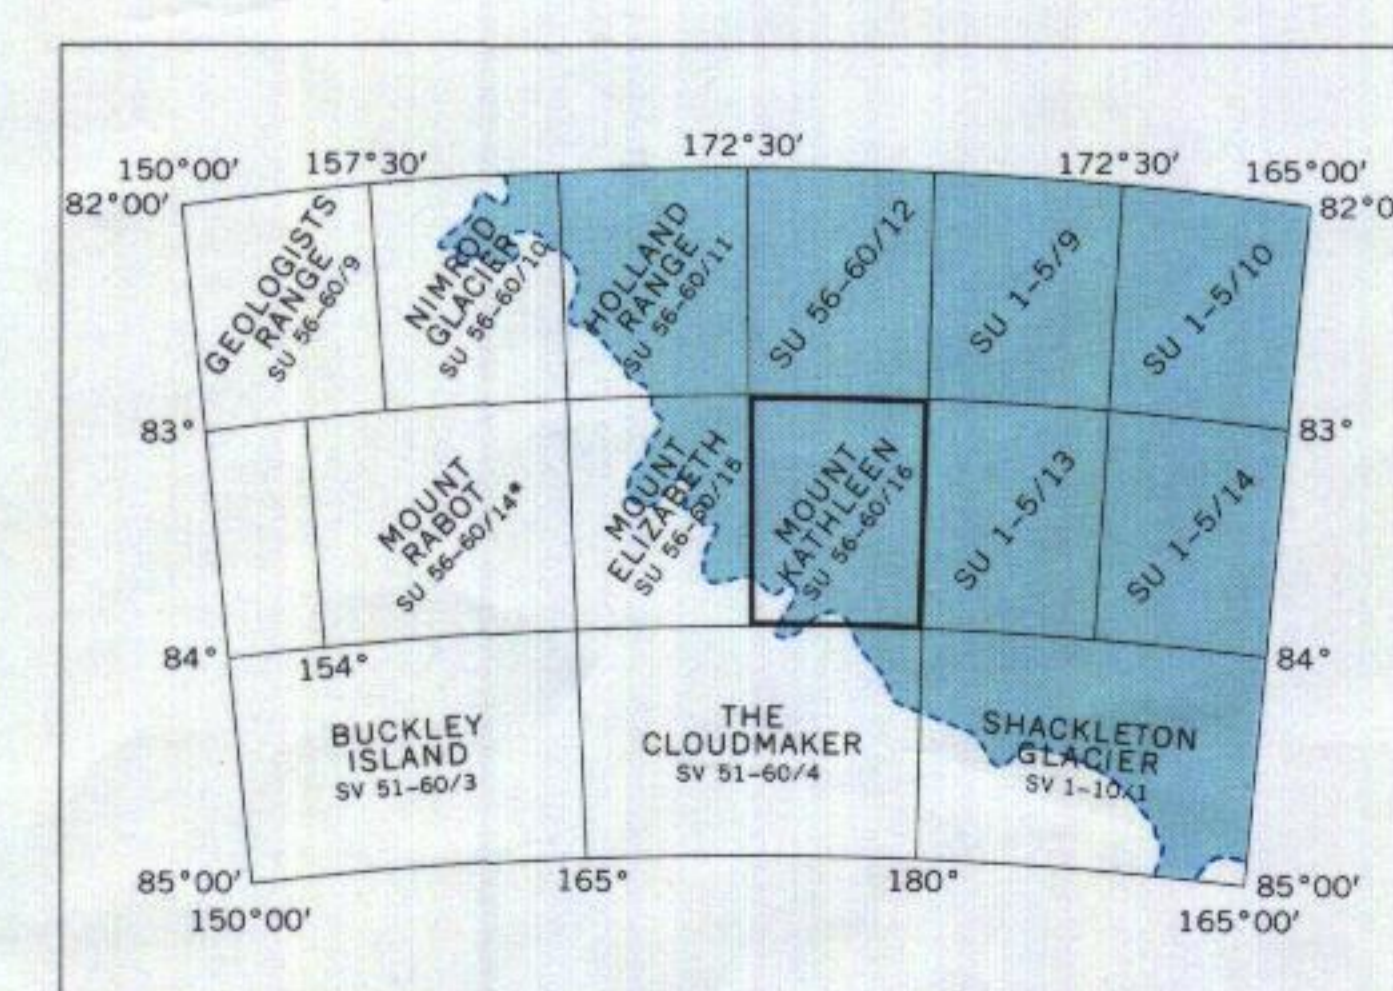 172°30′
150°00′ 157°30′ 172°30′ 165°00′
82°00′ 82°0
GEOLOGISTS
RANGE
SU 56-60/9
NIMROD
GLACIER
SU 56-60/10
HOLLAND
RANGE
SU 56-60/11
SU 56-60/12
SU 1-5/9
SU 1-5/10
83° 83°
MOUNT
RABOT
SU 56-60/14*
MOUNT
ELIZABETH
SU 56-60/15
MOUNT
KATHLEEN
SU 56-60/16
SU 1-5/13
SU 1-5/14
84° 154° 84°
BUCKLEY
ISLAND
SV 51-60/3
THE
CLOUDMAKER
SV 51-60/4
SHACKLETON
GLACIER
SV 1-10/1
85°00′ 165° 180° 85°00′
150°00′ 165°00′